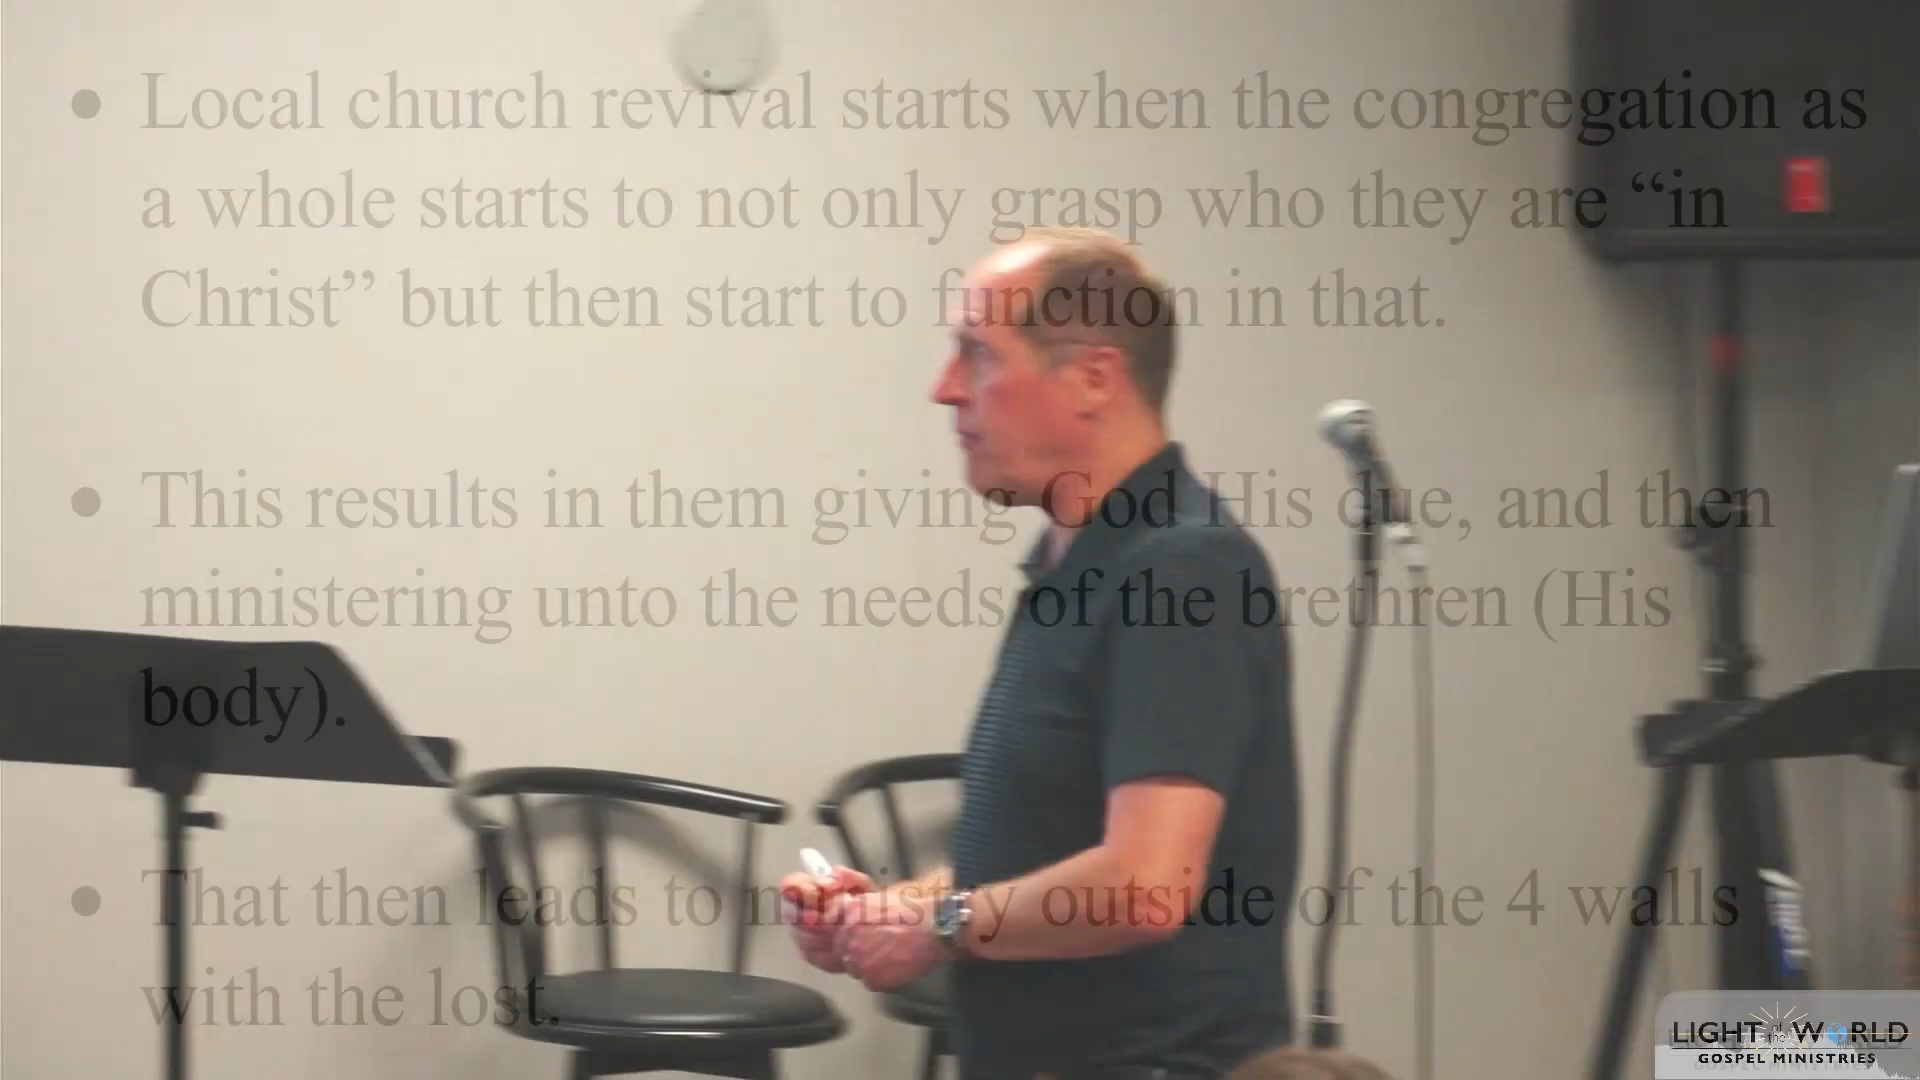 • Local church revival starts when the congregation as
a whole starts to not only grasp who they are “in
Christ” but then start to function in that.
• This results in them giving God His due, and then
ministering unto the needs of the brethren (His
body).
• That then leads to ministry outside of the 4 walls
with the lost.
LIGHT of the WORLD
GOSPEL MINISTRIES